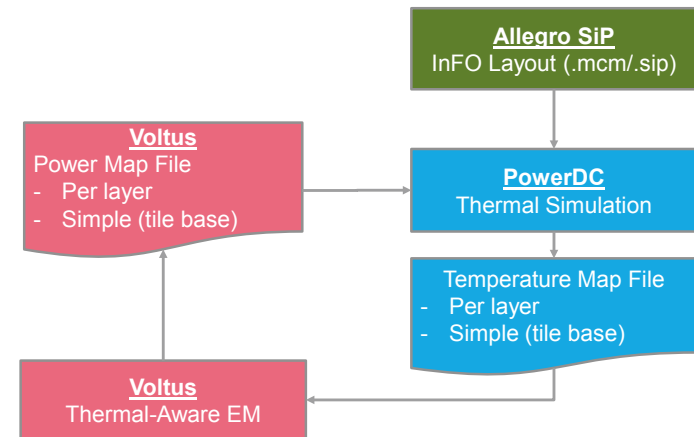 Allegro SiP
InFO Layout (.mcm/.sip)
Voltus
Power Map File
- Per layer
- Simple (tile base)
PowerDC
Thermal Simulation
Temperature Map File
- Per layer
- Simple (tile base)
Voltus
Thermal-Aware EM